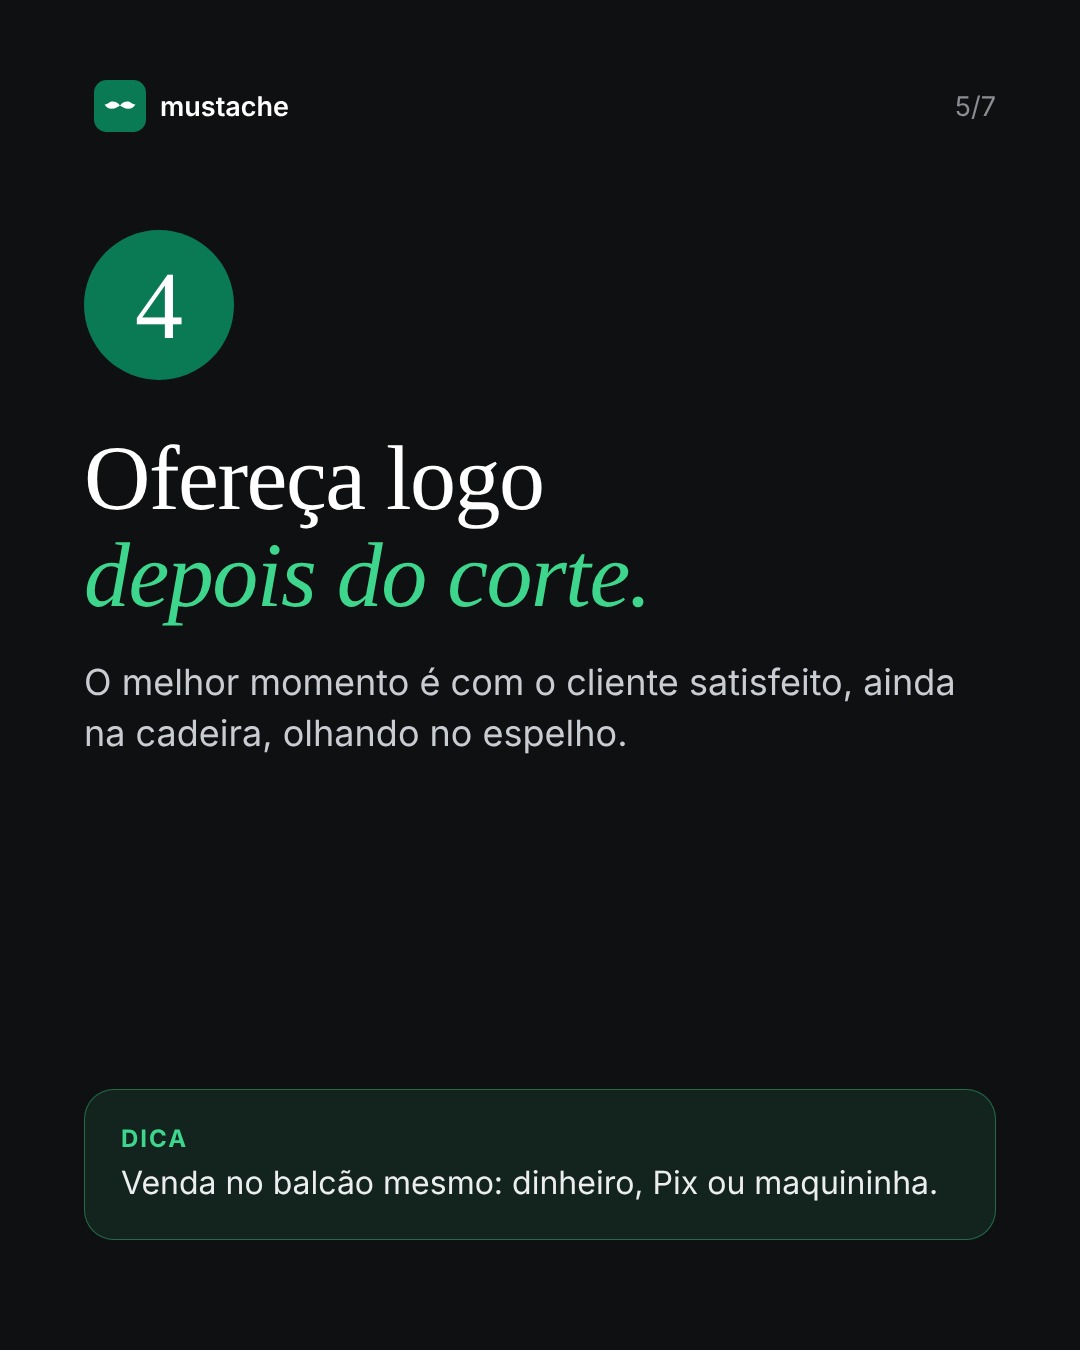 mustache
5/7
4
Ofereça logo
depois do corte.
O melhor momento é com o cliente satisfeito, ainda
na cadeira, olhando no espelho.
DICA
Venda no balcão mesmo: dinheiro, Pix ou maquininha.